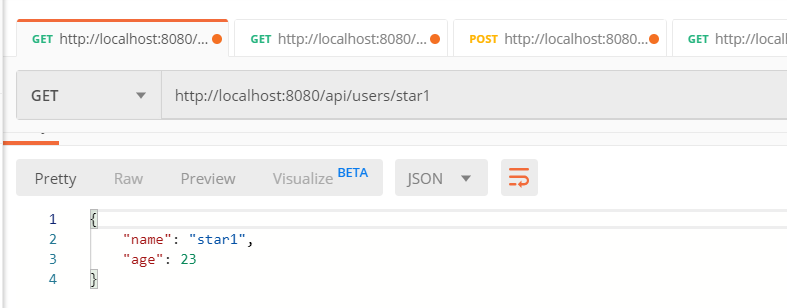 GET http://localhost:8080/... GET http://localhost:8080/... POST http://localhost:8080... GET http://local
GET http://localhost:8080/api/users/star1
Pretty Raw Preview Visualize BETA JSON
1 {
2 "name": "star1",
3 "age": 23
4 }